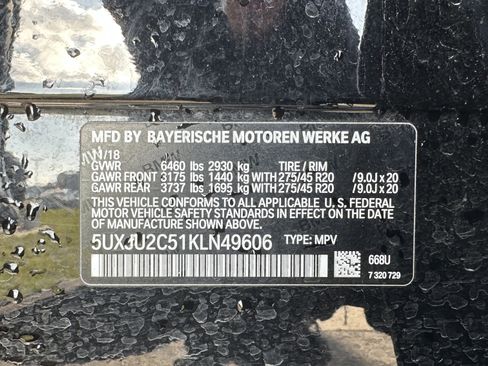 MFD BY BAYERISCHE MOTOREN WERKE AG
/18
GVWR 6460 lbs 2930 kg TIRE / RIM
GAWR FRONT 3175 lbs 1440 kg WITH 275/45 R20 /9.0J x 20
GAWR REAR 3737 lbs 1695 kg WITH 275/45 R20 /9.0J x 20
THIS VEHICLE CONFORMS TO ALL APPLICABLE U. S. FEDERAL
MOTOR VEHICLE SAFETY STANDARDS IN EFFECT ON THE
DATE OF MANUFACTURE SHOWN ABOVE.
5UXJU2C51KLN49606 TYPE: MPV
668U
7 320 729